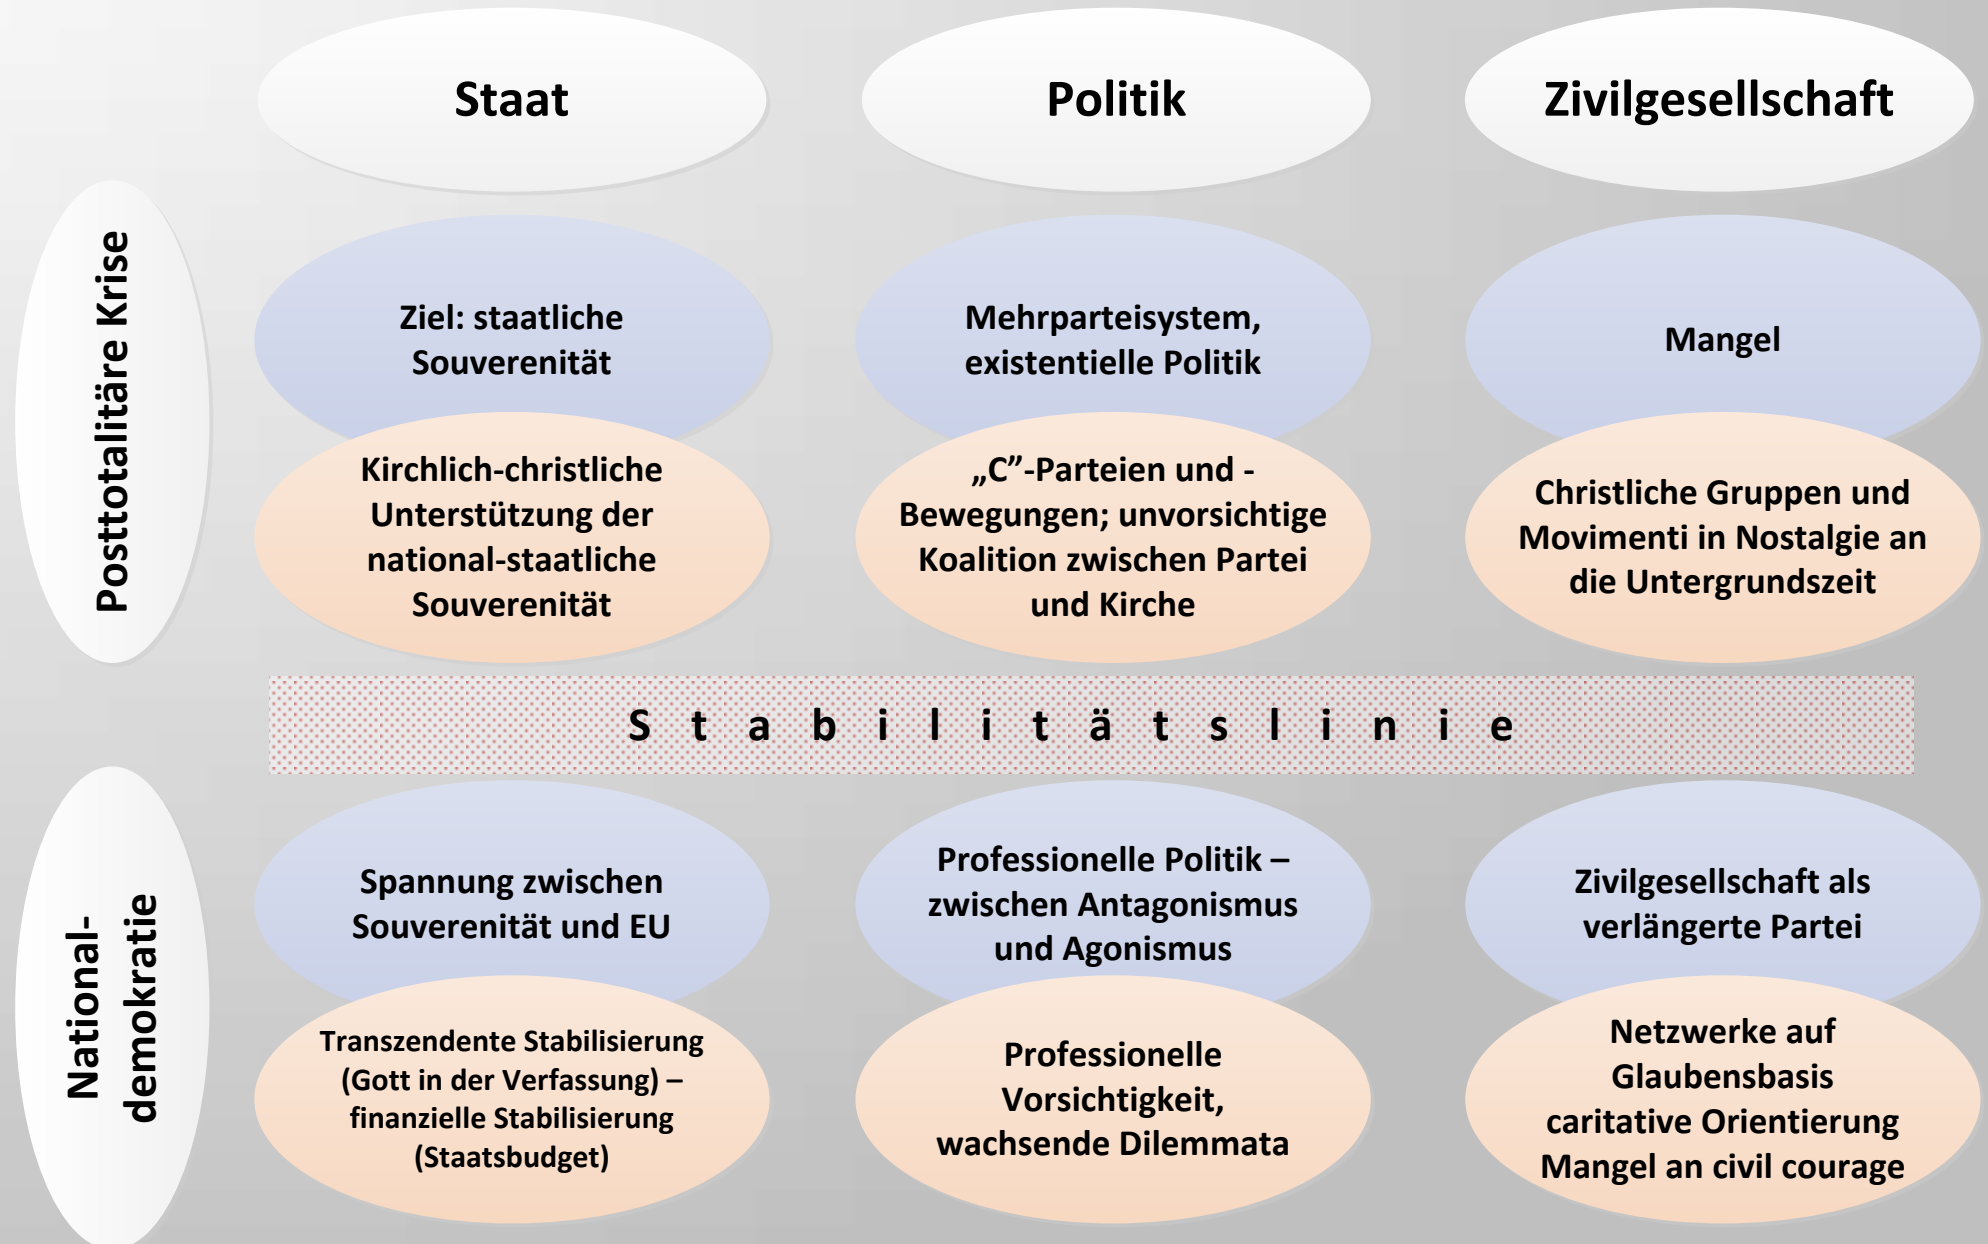 Staat
Politik
Zivilgesellschaft
Posttotalitäre Krise
Ziel: staatliche
Souverenität
Mehrparteisystem,
existentielle Politik
Mangel
Kirchlich-christliche
Unterstützung der
national-staatliche
Souverenität
„C”-Parteien und -
Bewegungen; unvorsichtige
Koalition zwischen Partei
und Kirche
Christliche Gruppen und
Movimenti in Nostalgie an
die Untergrundszeit
S t a b i l i t ä t s l i n i e
National-
demokratie
Spannung zwischen
Souverenität und EU
Professionelle Politik –
zwischen Antagonismus
und Agonismus
Zivilgesellschaft als
verlängerte Partei
Transzendente Stabilisierung
(Gott in der Verfassung) –
finanzielle Stabilisierung
(Staatsbudget)
Professionelle
Vorsichtigkeit,
wachsende Dilemmata
Netzwerke auf
Glaubensbasis
caritative Orientierung
Mangel an civil courage